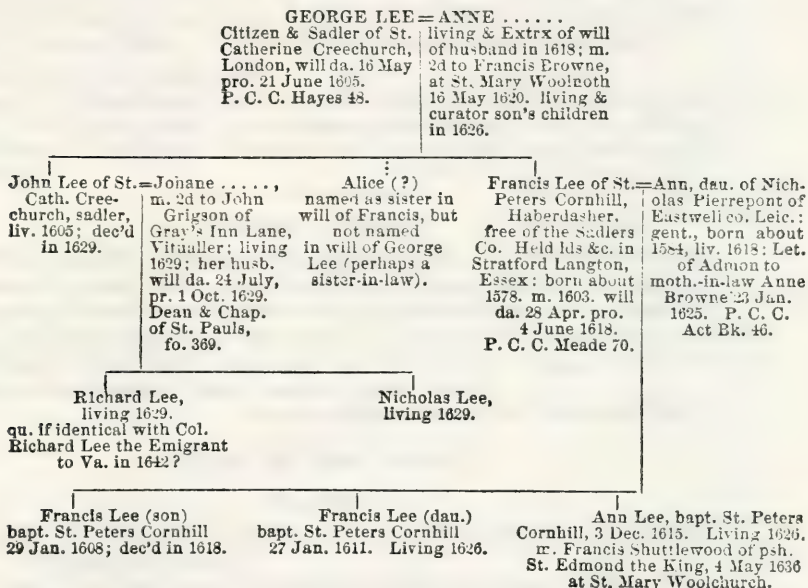 GEORGE LEE = ANNE ......
Citizen & Sadler of St.
Catherine Creechurch,
London, will da. 16 May
pro. 21 June 1605.
P. C. C. Hayes 48.
living & Extrx of will
of husband in 1618; m.
2d to Francis Browne,
at St. Mary Woolnoth
16 May 1620. living &
curator son's children
in 1626.
John Lee of St.
Cath. Cree-
church, sadler,
liv. 1605; dec'd
in 1629.
=Johane .....,
m. 2d to John
Grigson of
Gray's Inn Lane,
Vitualler; living
1629; her husb.
will da. 24 July,
pr. 1 Oct. 1629.
Dean & Chap.
of St. Pauls,
fo. 369.
Alice (?)
named as sister in
will of Francis, but
not named
in will of George
Lee (perhaps a
sister-in-law).
Francis Lee of St.
Peters Cornhill,
Haberdasher,
free of the Sadlers
Co. Held lds &c. in
Stratford Langton,
Essex: born about
1578. m. 1603. will
da. 28 Apr. pro.
4 June 1618.
P. C. C. Meade 70.
=Ann, dau. of Nich-
olas Pierrepont of
Eastwell co. Leic.:
gent., born about
1584, liv. 1618: Let.
of Admon to
moth.-in-law Anne
Browne 23 Jan.
1625. P. C. C.
Act Bk. 46.
Richard Lee,
living 1629.
qu. if identical with Col.
Richard Lee the Emigrant
to Va. in 1642?
Nicholas Lee,
living 1629.
Francis Lee (son)
bapt. St. Peters Cornhill
29 Jan. 1608; dec'd in 1618.
Francis Lee (dau.)
bapt. St. Peters Cornhill
27 Jan. 1611. Living 1626.
Ann Lee, bapt. St. Peters
Cornhill, 3 Dec. 1615. Living 1626.
m. Francis Shuttlewood of psh.
St. Edmond the King, 4 May 1636
at St. Mary Woolchurch.